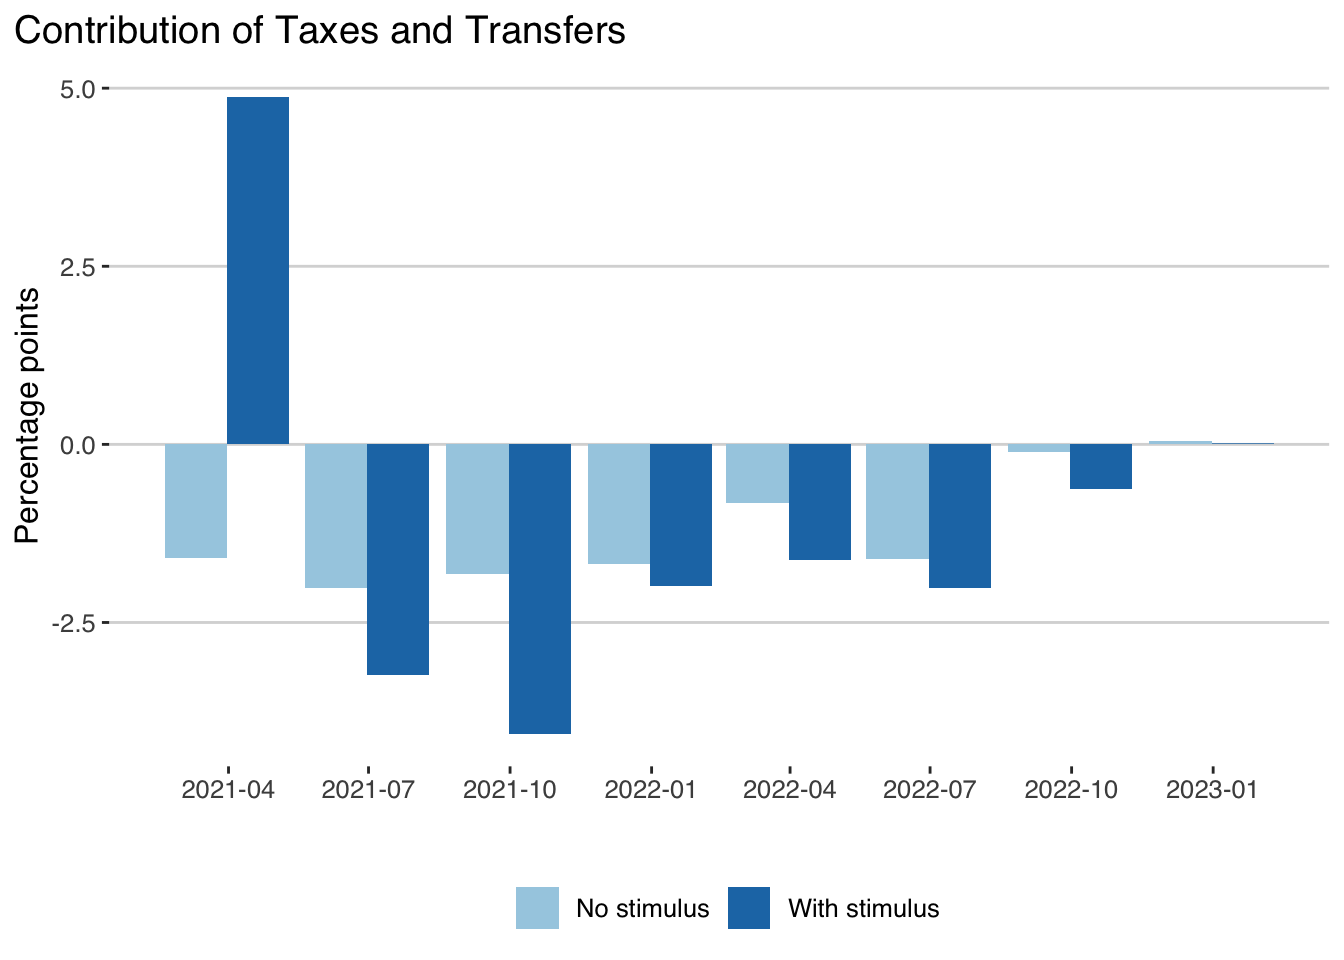 Contribution of Taxes and Transfers
Percentage points
5.0
2.5
0.0
-2.5
2021-04 2021-07 2021-10 2022-01 2022-04 2022-07 2022-10 2023-01
No stimulus With stimulus